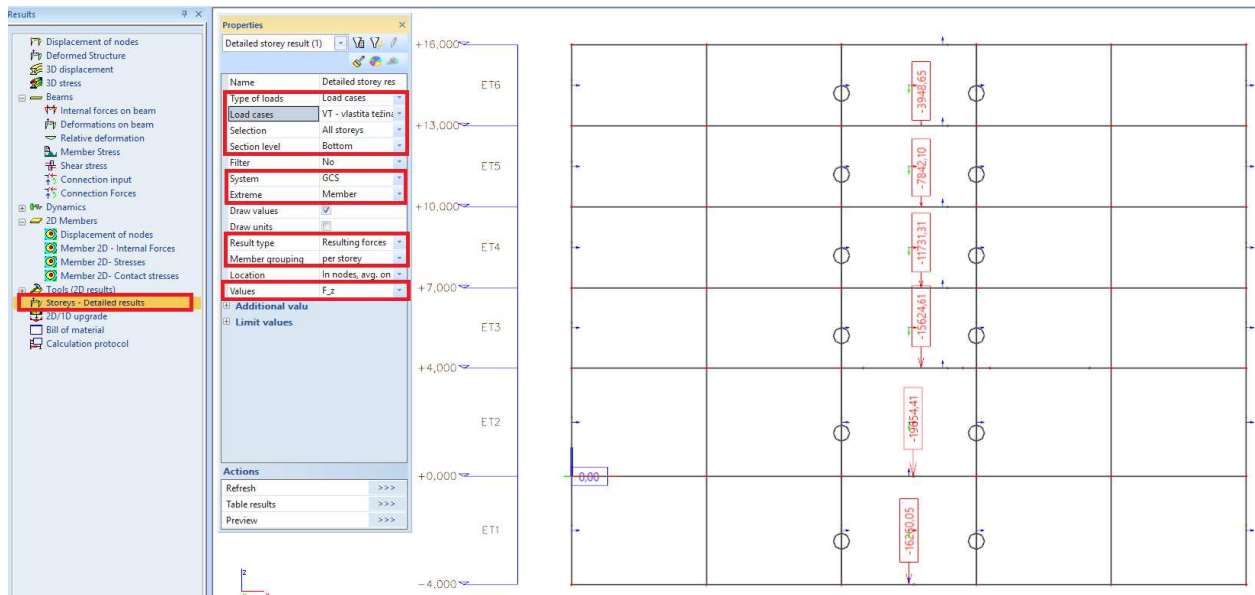 Results
Displacement of nodes
Deformed Structure
3D displacement
3D stress
Beams
Internal forces on beam
Deformations on beam
Relative deformation
Member Stress
Shear stress
Connection input
Connection Forces
Dynamics
2D Members
Displacement of nodes
Member 2D - Internal Forces
Member 2D- Stresses
Member 2D- Contact stresses
Tools (2D results)
Storeys - Detailed results
2D/1D upgrade
Bill of material
Calculation protocol
Properties
Detailed storey result (1)
Name Detailed storey res
Type of loads Load cases
Load cases VT - vlastita težina
Selection All storeys
Section level Bottom
Filter No
System GCS
Extreme Member
Draw values
Draw units
Result type Resulting forces
Member grouping per storey
Location In nodes, avg. on
Values F_z
Additional valu
Limit values
Actions
Refresh >>>
Table results >>>
Preview >>>
+16,000
ET6
+13,000
ET5
+10,000
ET4
+7,000
ET3
+4,000
ET2
+0,000
ET1
-4,000
-3948,65
-7842,10
-11731,31
-15624,61
-19654,41
0,00
-16260,05
z